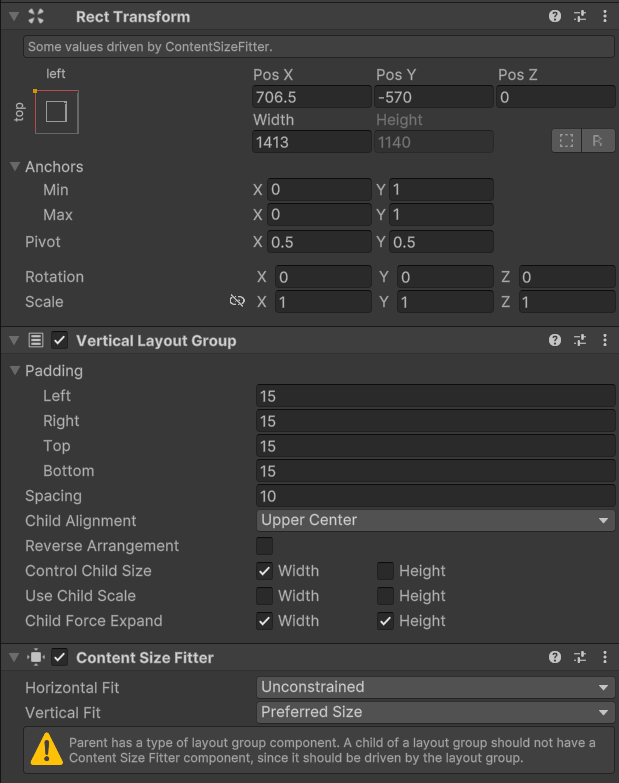 Rect Transform
Some values driven by ContentSizeFitter.
left
top
Pos X Pos Y Pos Z
706.5 -570 0
Width Height
1413 1140 R
Anchors
Min X 0 Y 1
Max X 0 Y 1
Pivot X 0.5 Y 0.5
Rotation X 0 Y 0 Z 0
Scale X 1 Y 1 Z 1
Vertical Layout Group
Padding
Left 15
Right 15
Top 15
Bottom 15
Spacing 10
Child Alignment Upper Center
Reverse Arrangement
Control Child Size Width Height
Use Child Scale Width Height
Child Force Expand Width Height
Content Size Fitter
Horizontal Fit Unconstrained
Vertical Fit Preferred Size
Parent has a type of layout group component. A child of a layout group should not have a
Content Size Fitter component, since it should be driven by the layout group.